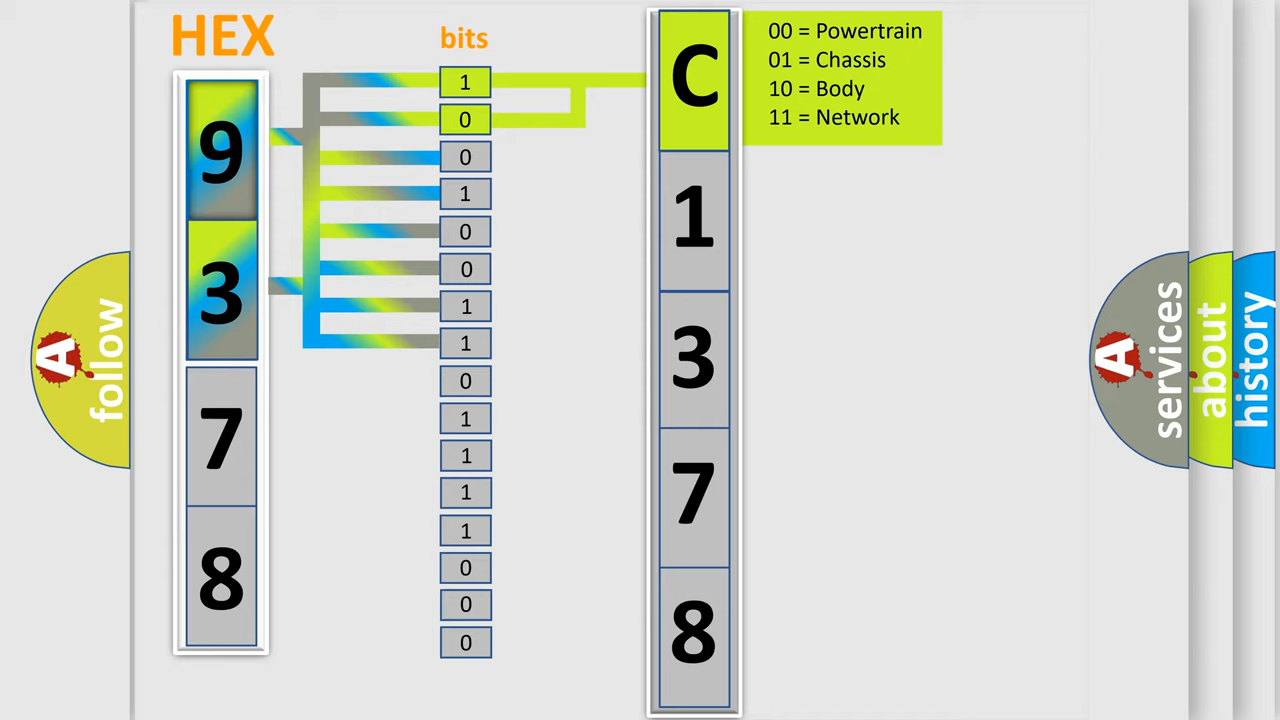 HEX
bits
9
3
7
8
1
0
0
1
0
0
1
1
0
1
1
1
1
0
0
0
C
1
3
7
8
00 = Powertrain
01 = Chassis
10 = Body
11 = Network
A follow
A services
about
history